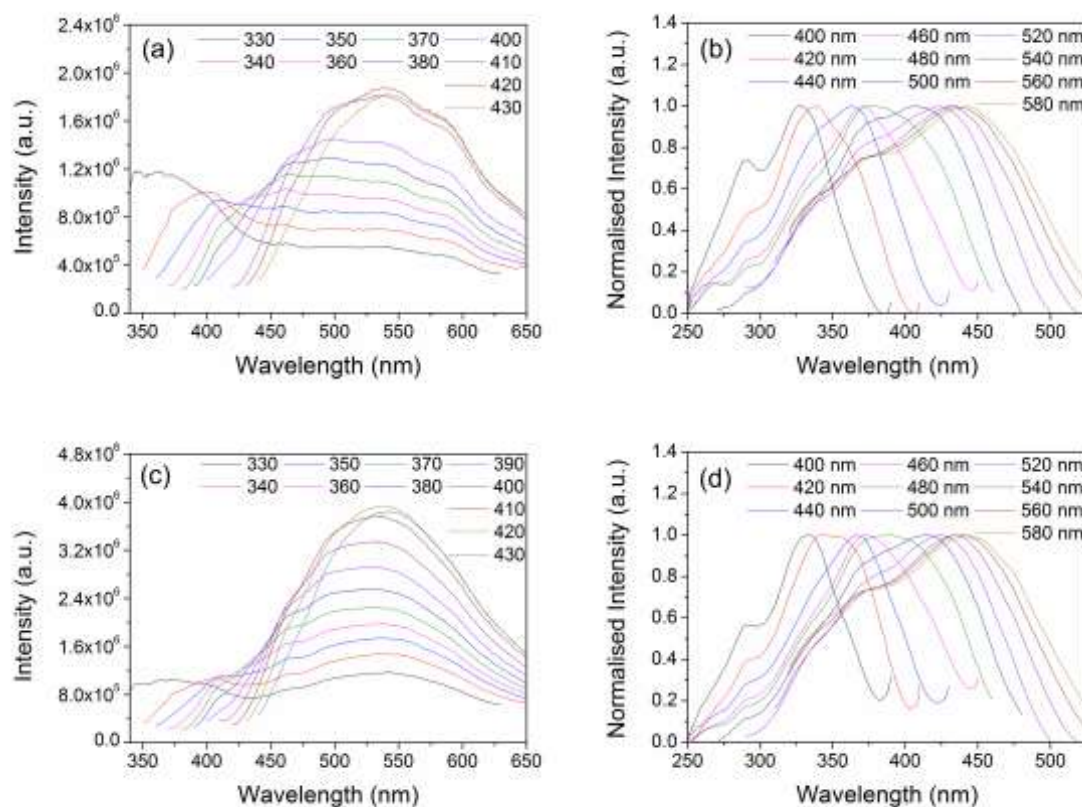 (a)
330 350 370 400
340 360 380 410
420
430
2.4x10⁶
1.8x10⁶
1.6x10⁶
1.2x10⁶
8.0x10⁵
4.0x10⁵
0.0
Intensity (a.u.)
350 400 450 500 550 600 650
Wavelength (nm)
(b)
400 nm 460 nm 520 nm
420 nm 480 nm 540 nm
440 nm 500 nm 560 nm
580 nm
1.4
1.2
1.0
0.8
0.6
0.4
0.2
0.0
Normalised Intensity (a.u.)
250 300 350 400 450 500
Wavelength (nm)
(c)
330 350 370 390
340 360 380 400
410
420
430
4.8x10⁶
4.0x10⁶
3.2x10⁶
2.4x10⁶
1.6x10⁶
8.0x10⁵
0.0
Intensity (a.u.)
350 400 450 500 550 600 650
Wavelength (nm)
(d)
400 nm 460 nm 520 nm
420 nm 480 nm 540 nm
440 nm 500 nm 560 nm
580 nm
1.4
1.2
1.0
0.8
0.6
0.4
0.2
0.0
Normalised Intensity (a.u.)
250 300 350 400 450 500
Wavelength (nm)